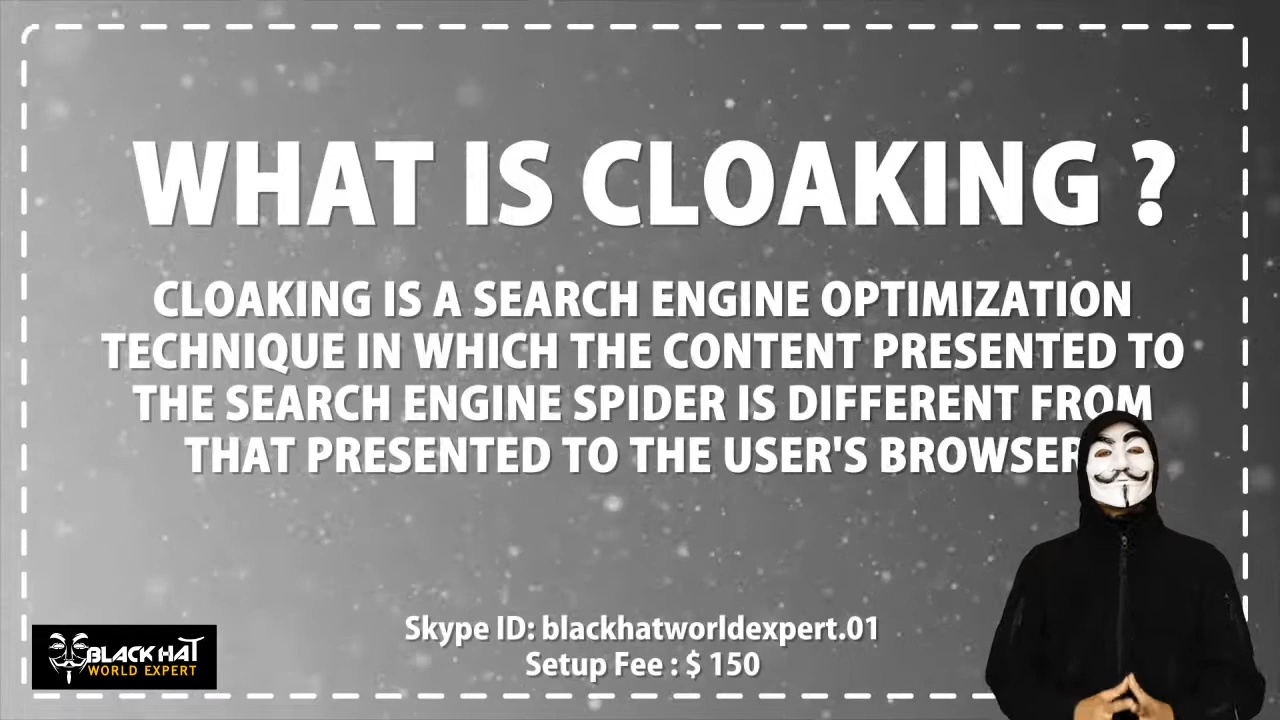 WHAT IS CLOAKING ?
CLOAKING IS A SEARCH ENGINE OPTIMIZATION
TECHNIQUE IN WHICH THE CONTENT PRESENTED TO
THE SEARCH ENGINE SPIDER IS DIFFERENT FROM
THAT PRESENTED TO THE USER'S BROWSER
Skype ID: blackhatworldexpert.01
Setup Fee : $ 150
BLACK HAT
WORLD EXPERT